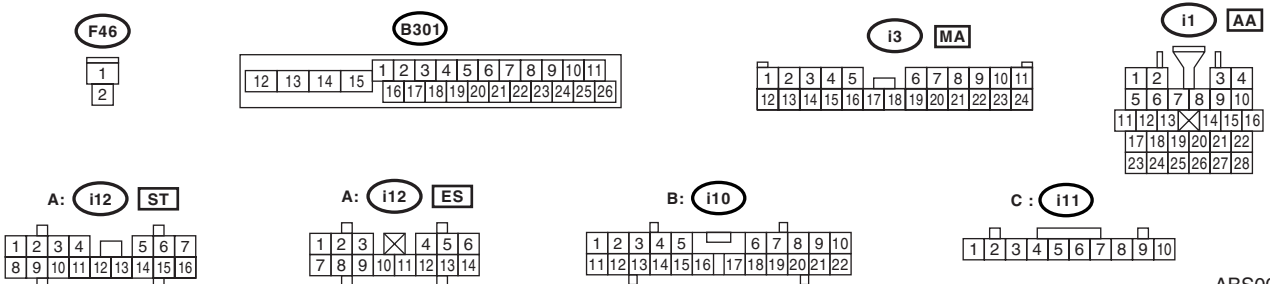 F46
1
2
B301
12 13 14 15
1 2 3 4 5 6 7 8 9 10 11
16 17 18 19 20 21 22 23 24 25 26
i3 MA
1 2 3 4 5 6 7 8 9 10 11
12 13 14 15 16 17 18 19 20 21 22 23 24
i1 AA
1 2 3 4
5 6 7 8 9 10
11 12 13 14 15 16
17 18 19 20 21 22
23 24 25 26 27 28
A: i12 ST
1 2 3 4 5 6 7
8 9 10 11 12 13 14 15 16
A: i12 ES
1 2 3 4 5 6
7 8 9 10 11 12 13 14
B: i10
1 2 3 4 5 6 7 8 9 10
11 12 13 14 15 16 17 18 19 20 21 22
C : i11
1 2 3 4 5 6 7 8 9 10